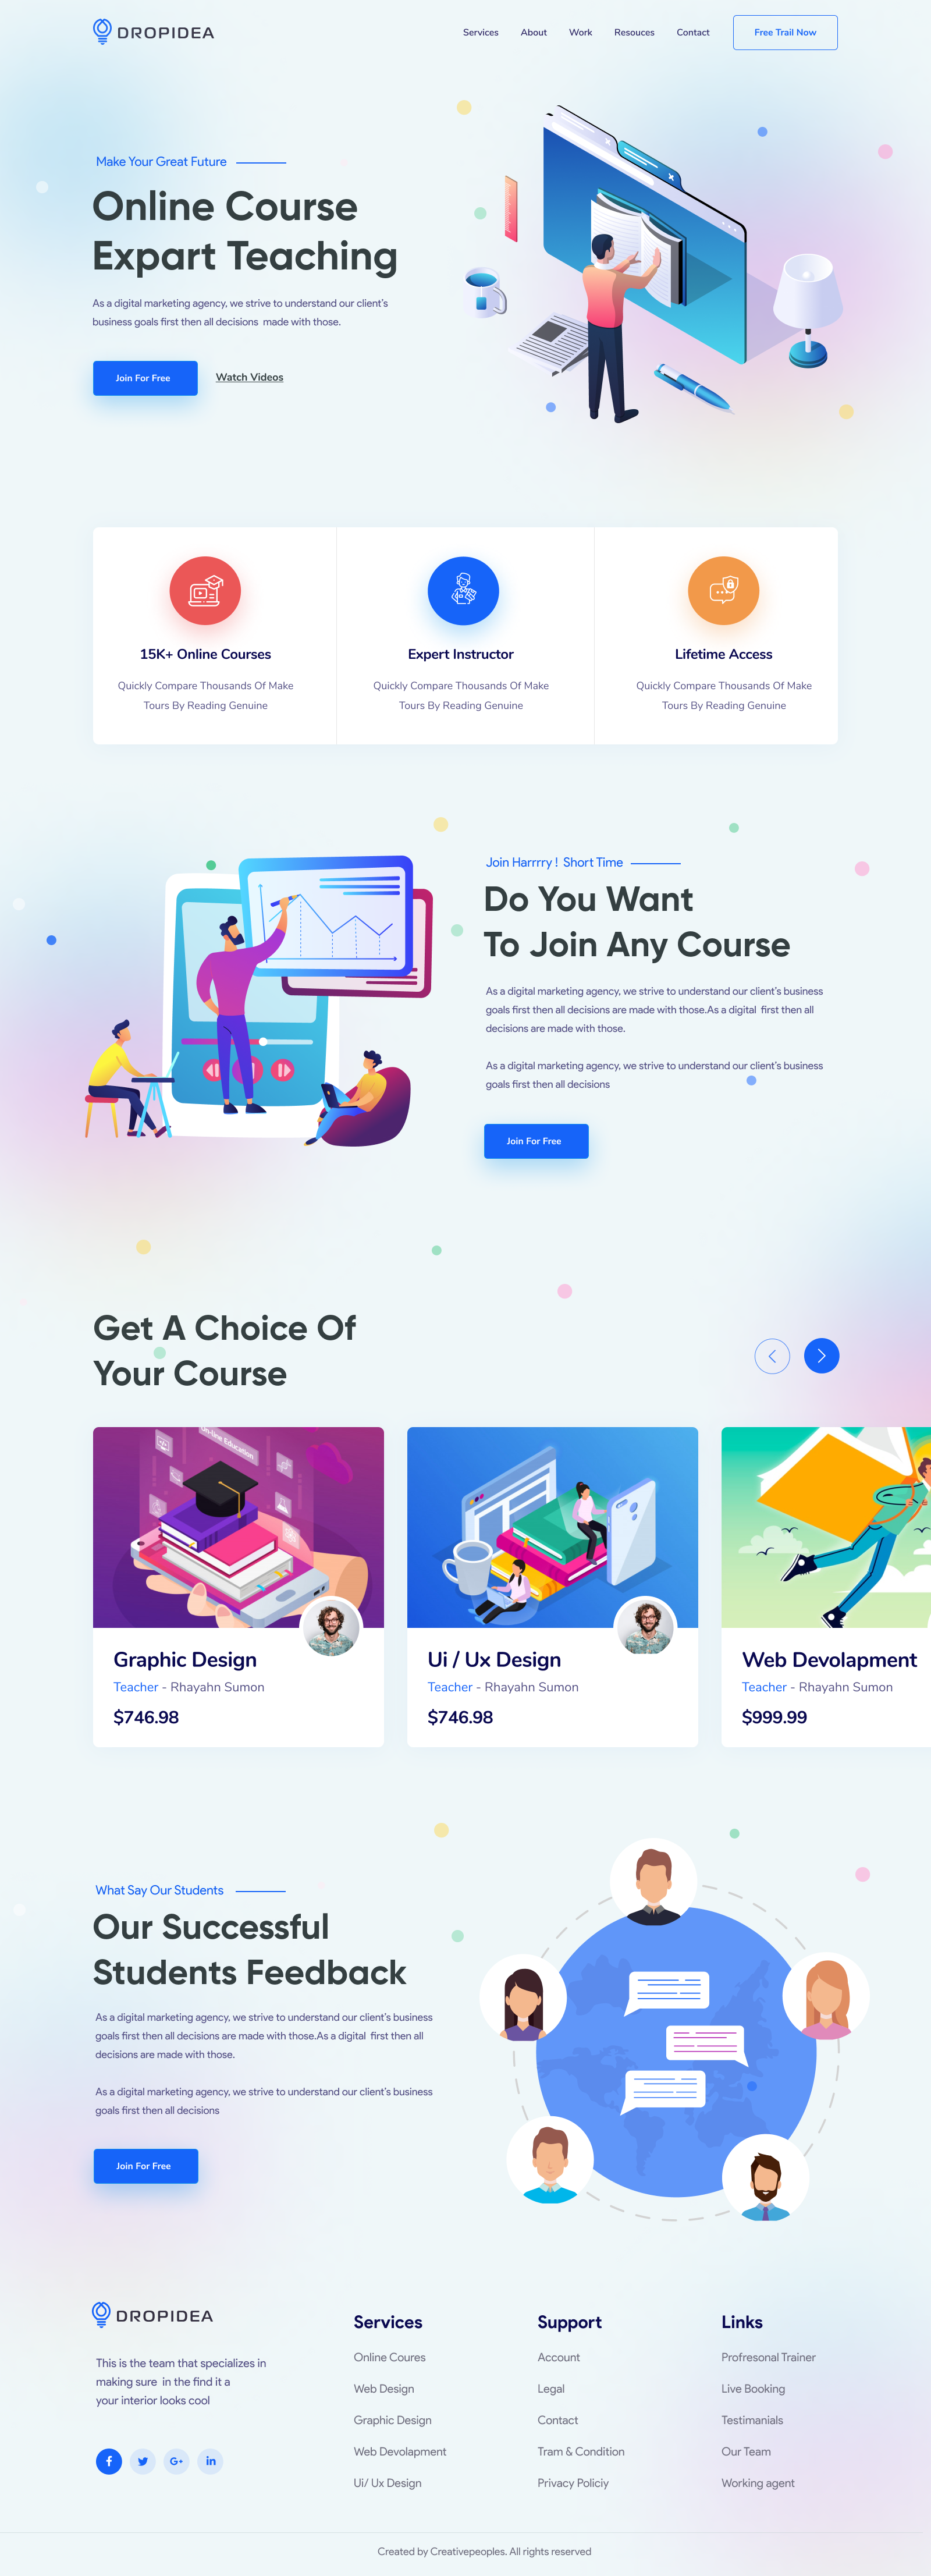 DROPIDEA
Services About Work Resouces Contact Free Trail Now
Make Your Great Future
Online Course
Expart Teaching
As a digital marketing agency, we strive to understand our client's
business goals first then all decisions made with those.
Join For Free Watch Videos
15K+ Online Courses
Quickly Compare Thousands Of Make
Tours By Reading Genuine
Expert Instructor
Quickly Compare Thousands Of Make
Tours By Reading Genuine
Lifetime Access
Quickly Compare Thousands Of Make
Tours By Reading Genuine
Join Harrrry ! Short Time
Do You Want
To Join Any Course
As a digital marketing agency, we strive to understand our client's business
goals first then all decisions are made with those.As a digital first then all
decisions are made with those.
As a digital marketing agency, we strive to understand our client's business
goals first then all decisions
Join For Free
Get A Choice Of
Your Course
On-line Education
Graphic Design
Teacher - Rhayahn Sumon
$746.98
Ui / Ux Design
Teacher - Rhayahn Sumon
$746.98
Web Devolapment
Teacher - Rhayahn Sumon
$999.99
What Say Our Students
Our Successful
Students Feedback
As a digital marketing agency, we strive to understand our client's business
goals first then all decisions are made with those.As a digital first then all
decisions are made with those.
As a digital marketing agency, we strive to understand our client's business
goals first then all decisions
Join For Free
DROPIDEA
This is the team that specializes in
making sure in the find it a
your interior looks cool
f G+ in
Services
Online Coures
Web Design
Graphic Design
Web Devolapment
Ui/ Ux Design
Support
Account
Legal
Contact
Tram & Condition
Privacy Policiy
Links
Profresonal Trainer
Live Booking
Testimanials
Our Team
Working agent
Created by Creativepeoples. All rights reserved